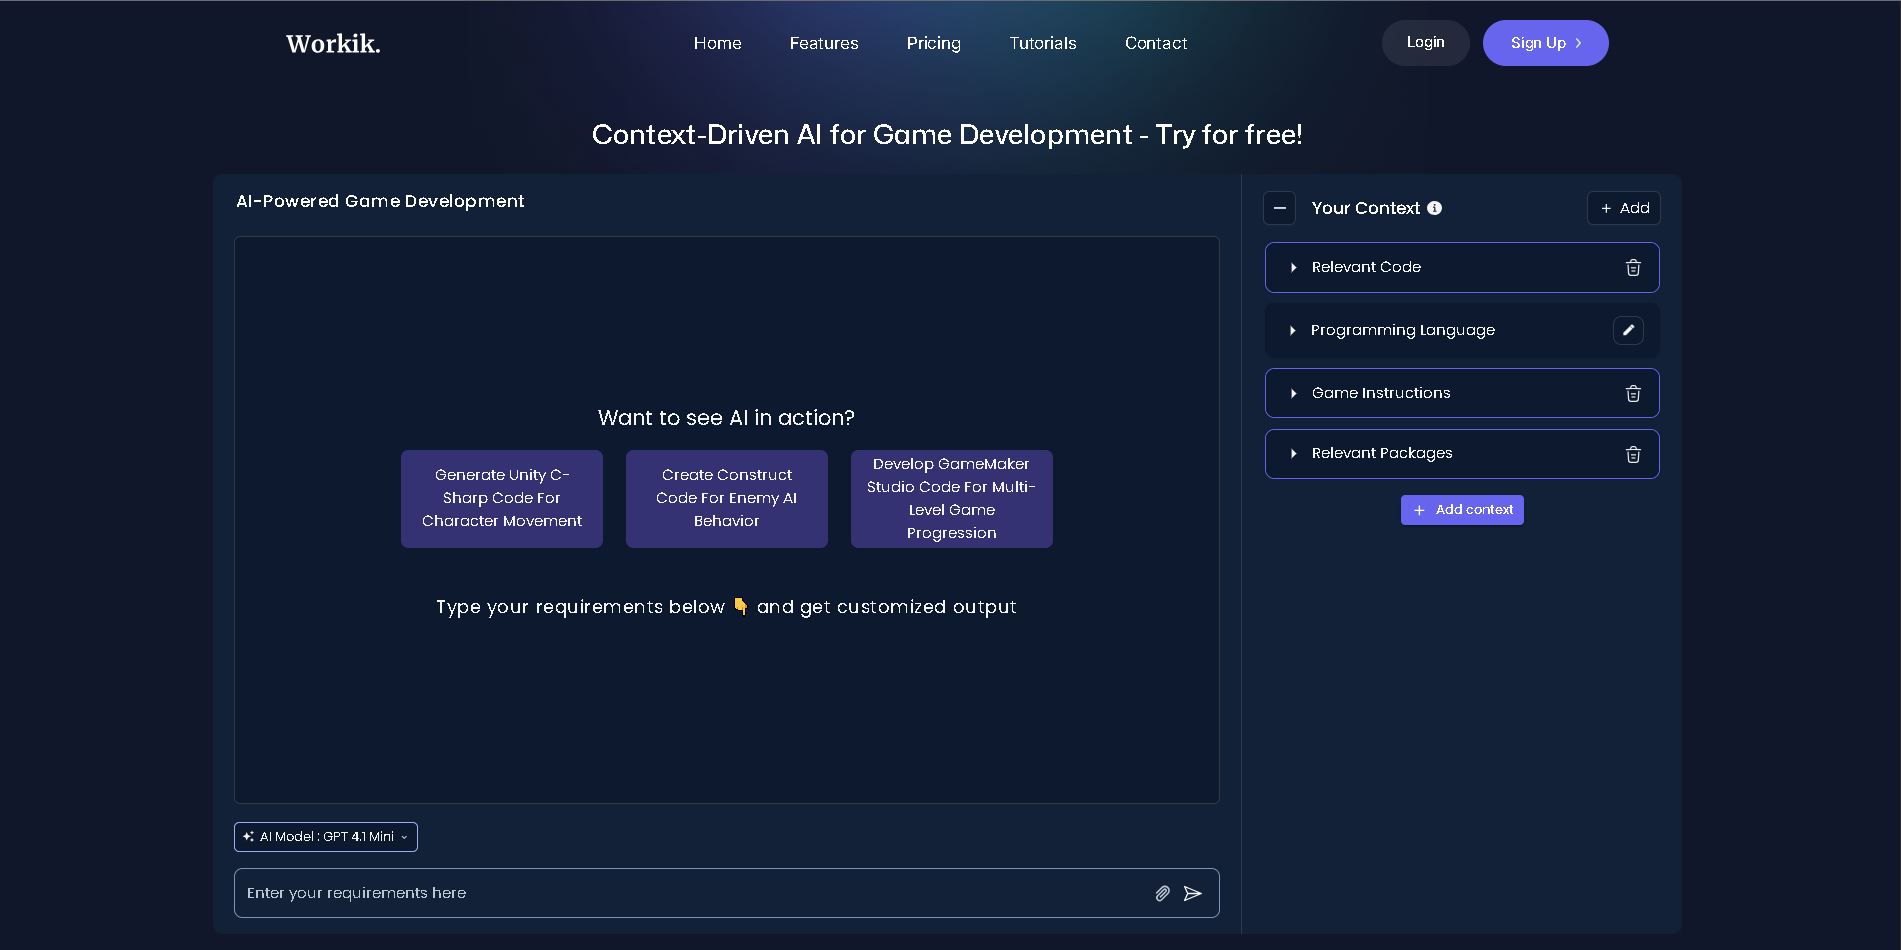 Workik.
Home
Features
Pricing
Tutorials
Contact
Login
Sign Up
Context-Driven AI for Game Development - Try for free!
AI-Powered Game Development
Want to see AI in action?
Generate Unity C-
Sharp Code For
Character Movement
Create Construct
Code For Enemy AI
Behavior
Develop GameMaker
Studio Code For Multi-
Level Game
Progression
Type your requirements below 👇 and get customized output
AI Model : GPT 4.1 Mini
Enter your requirements here
Your Context
+ Add
Relevant Code
Programming Language
Game Instructions
Relevant Packages
+ Add context